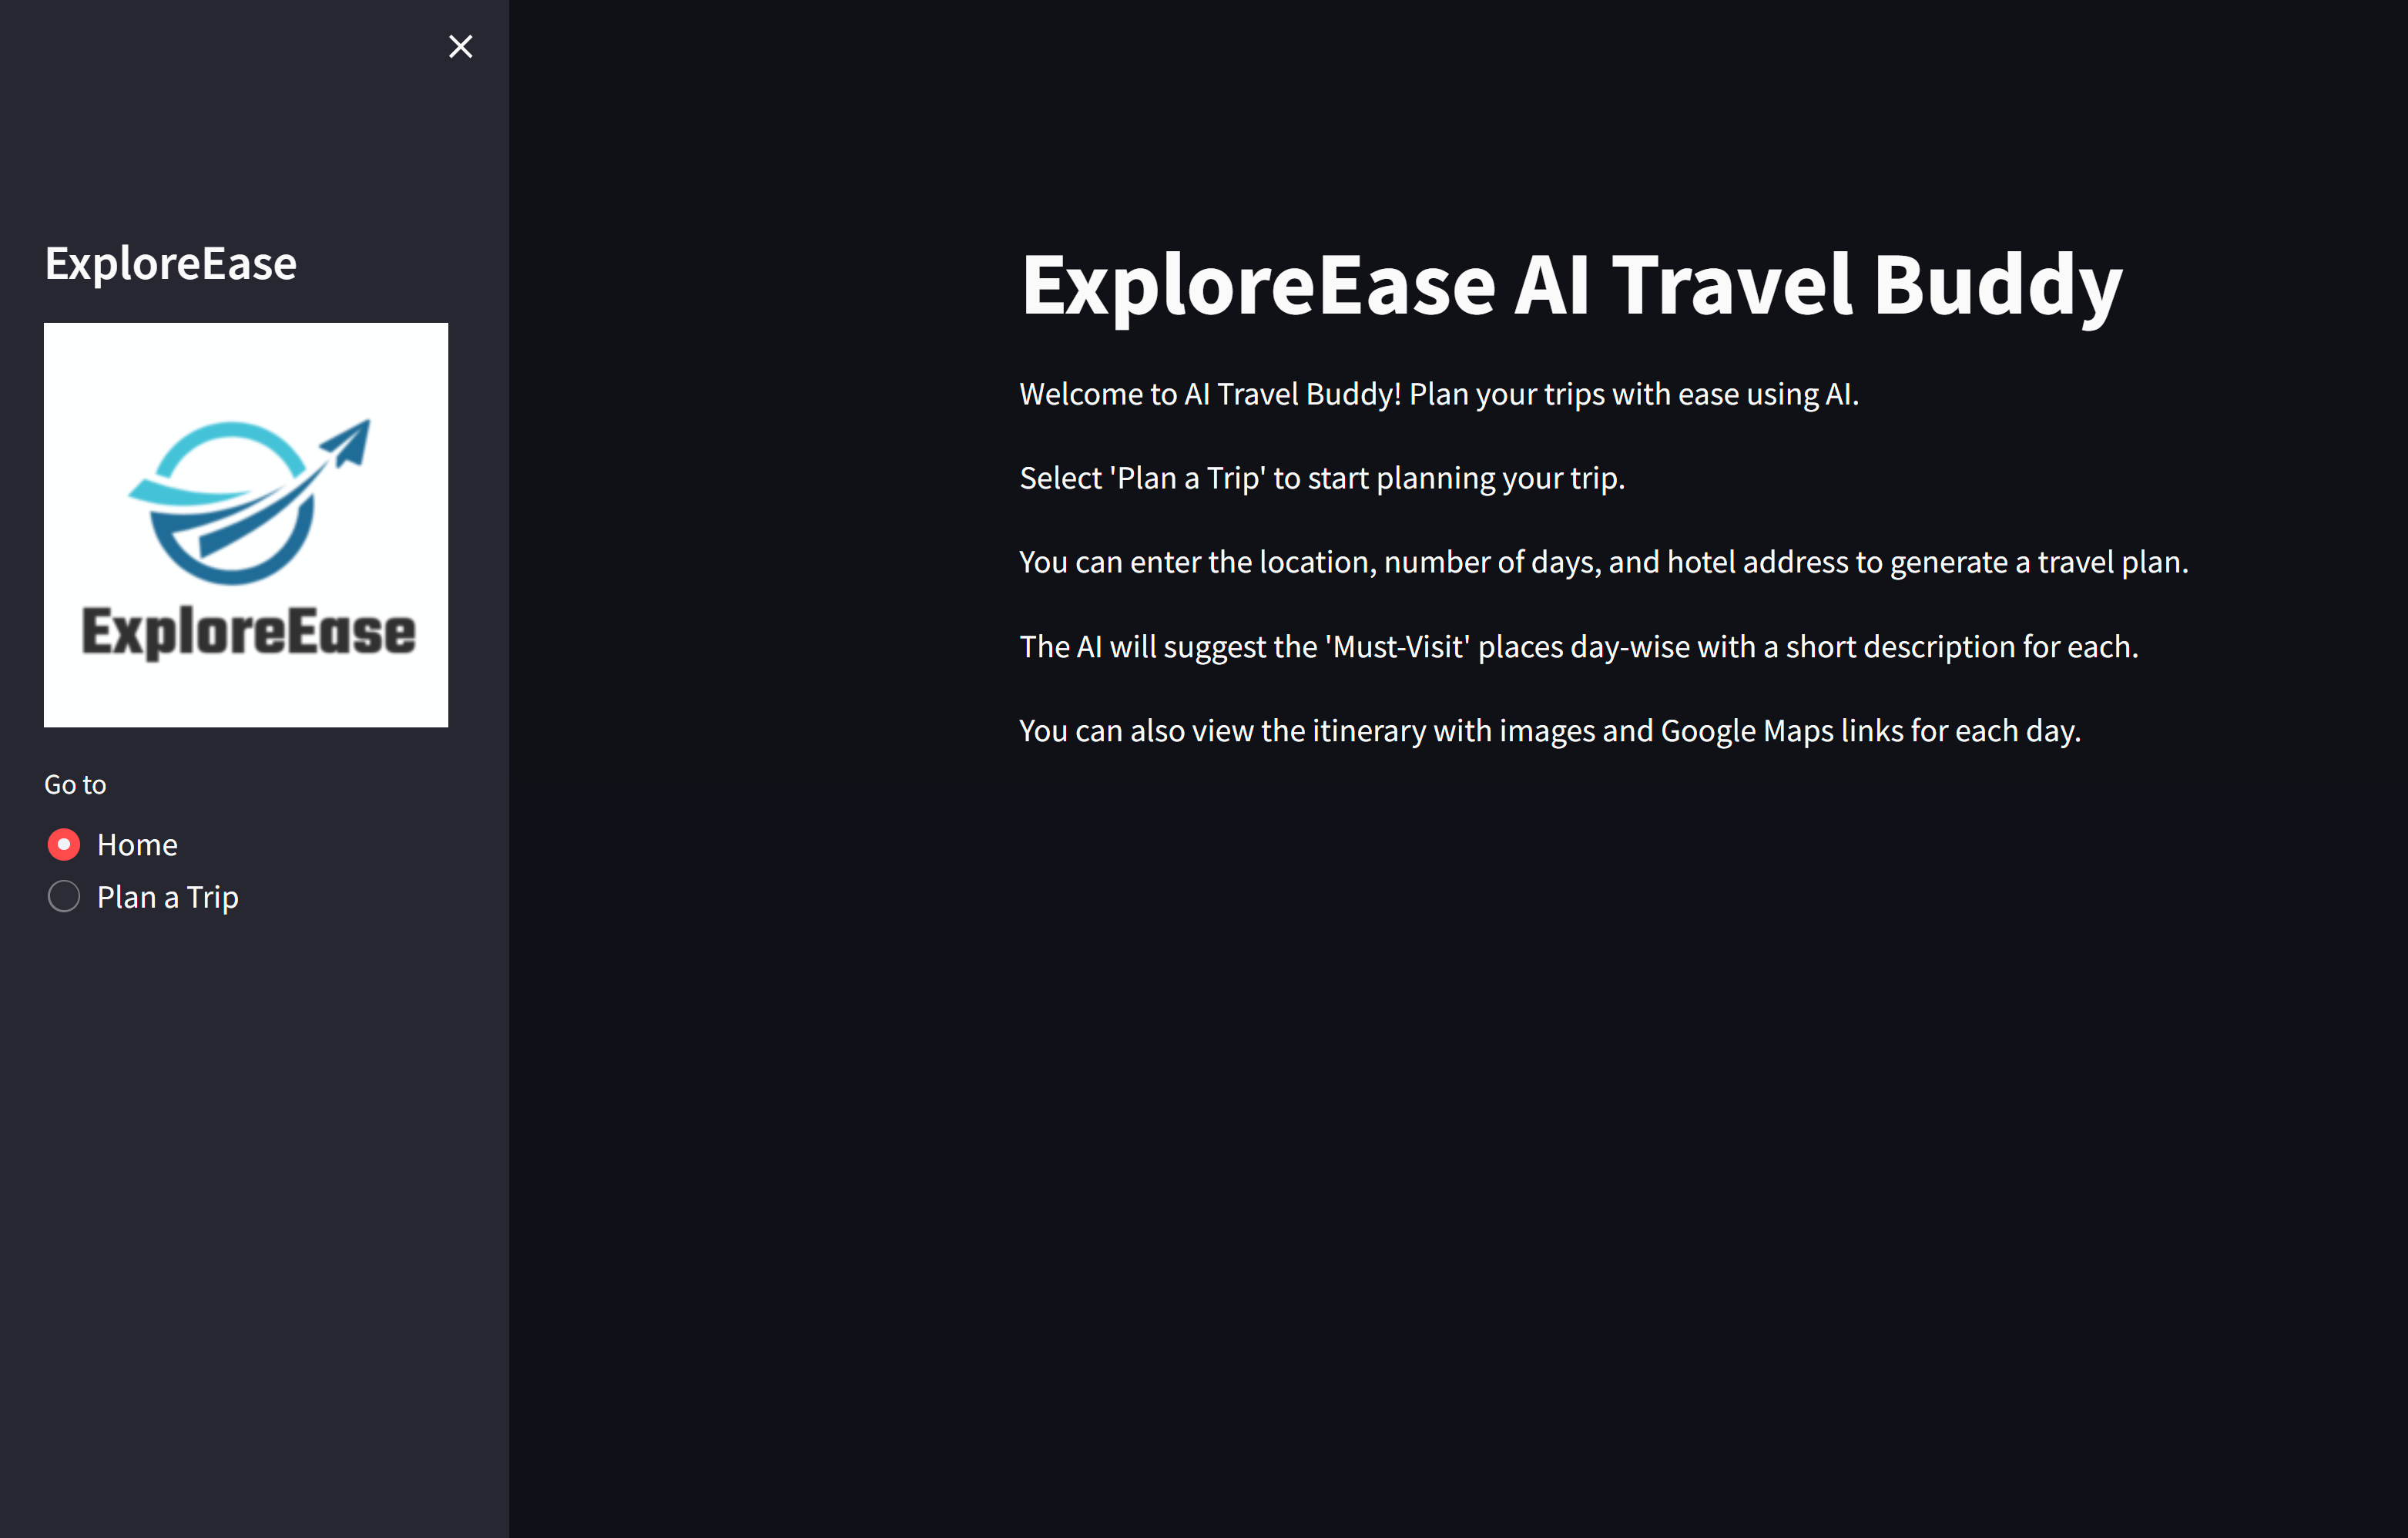 ExploreEase
ExploreEase
Go to
Home
Plan a Trip
ExploreEase AI Travel Buddy
Welcome to AI Travel Buddy! Plan your trips with ease using AI.
Select 'Plan a Trip' to start planning your trip.
You can enter the location, number of days, and hotel address to generate a travel plan.
The AI will suggest the 'Must-Visit' places day-wise with a short description for each.
You can also view the itinerary with images and Google Maps links for each day.